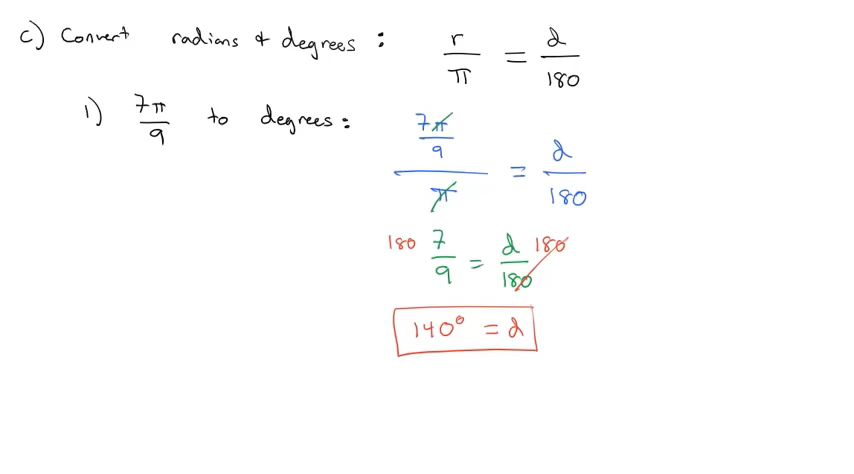 c) Convert radians & degrees: r/π = d/180
1) 7π/9 to degrees:
(7π/9)/π = d/180
180 7/9 = d/180 180
140° = d